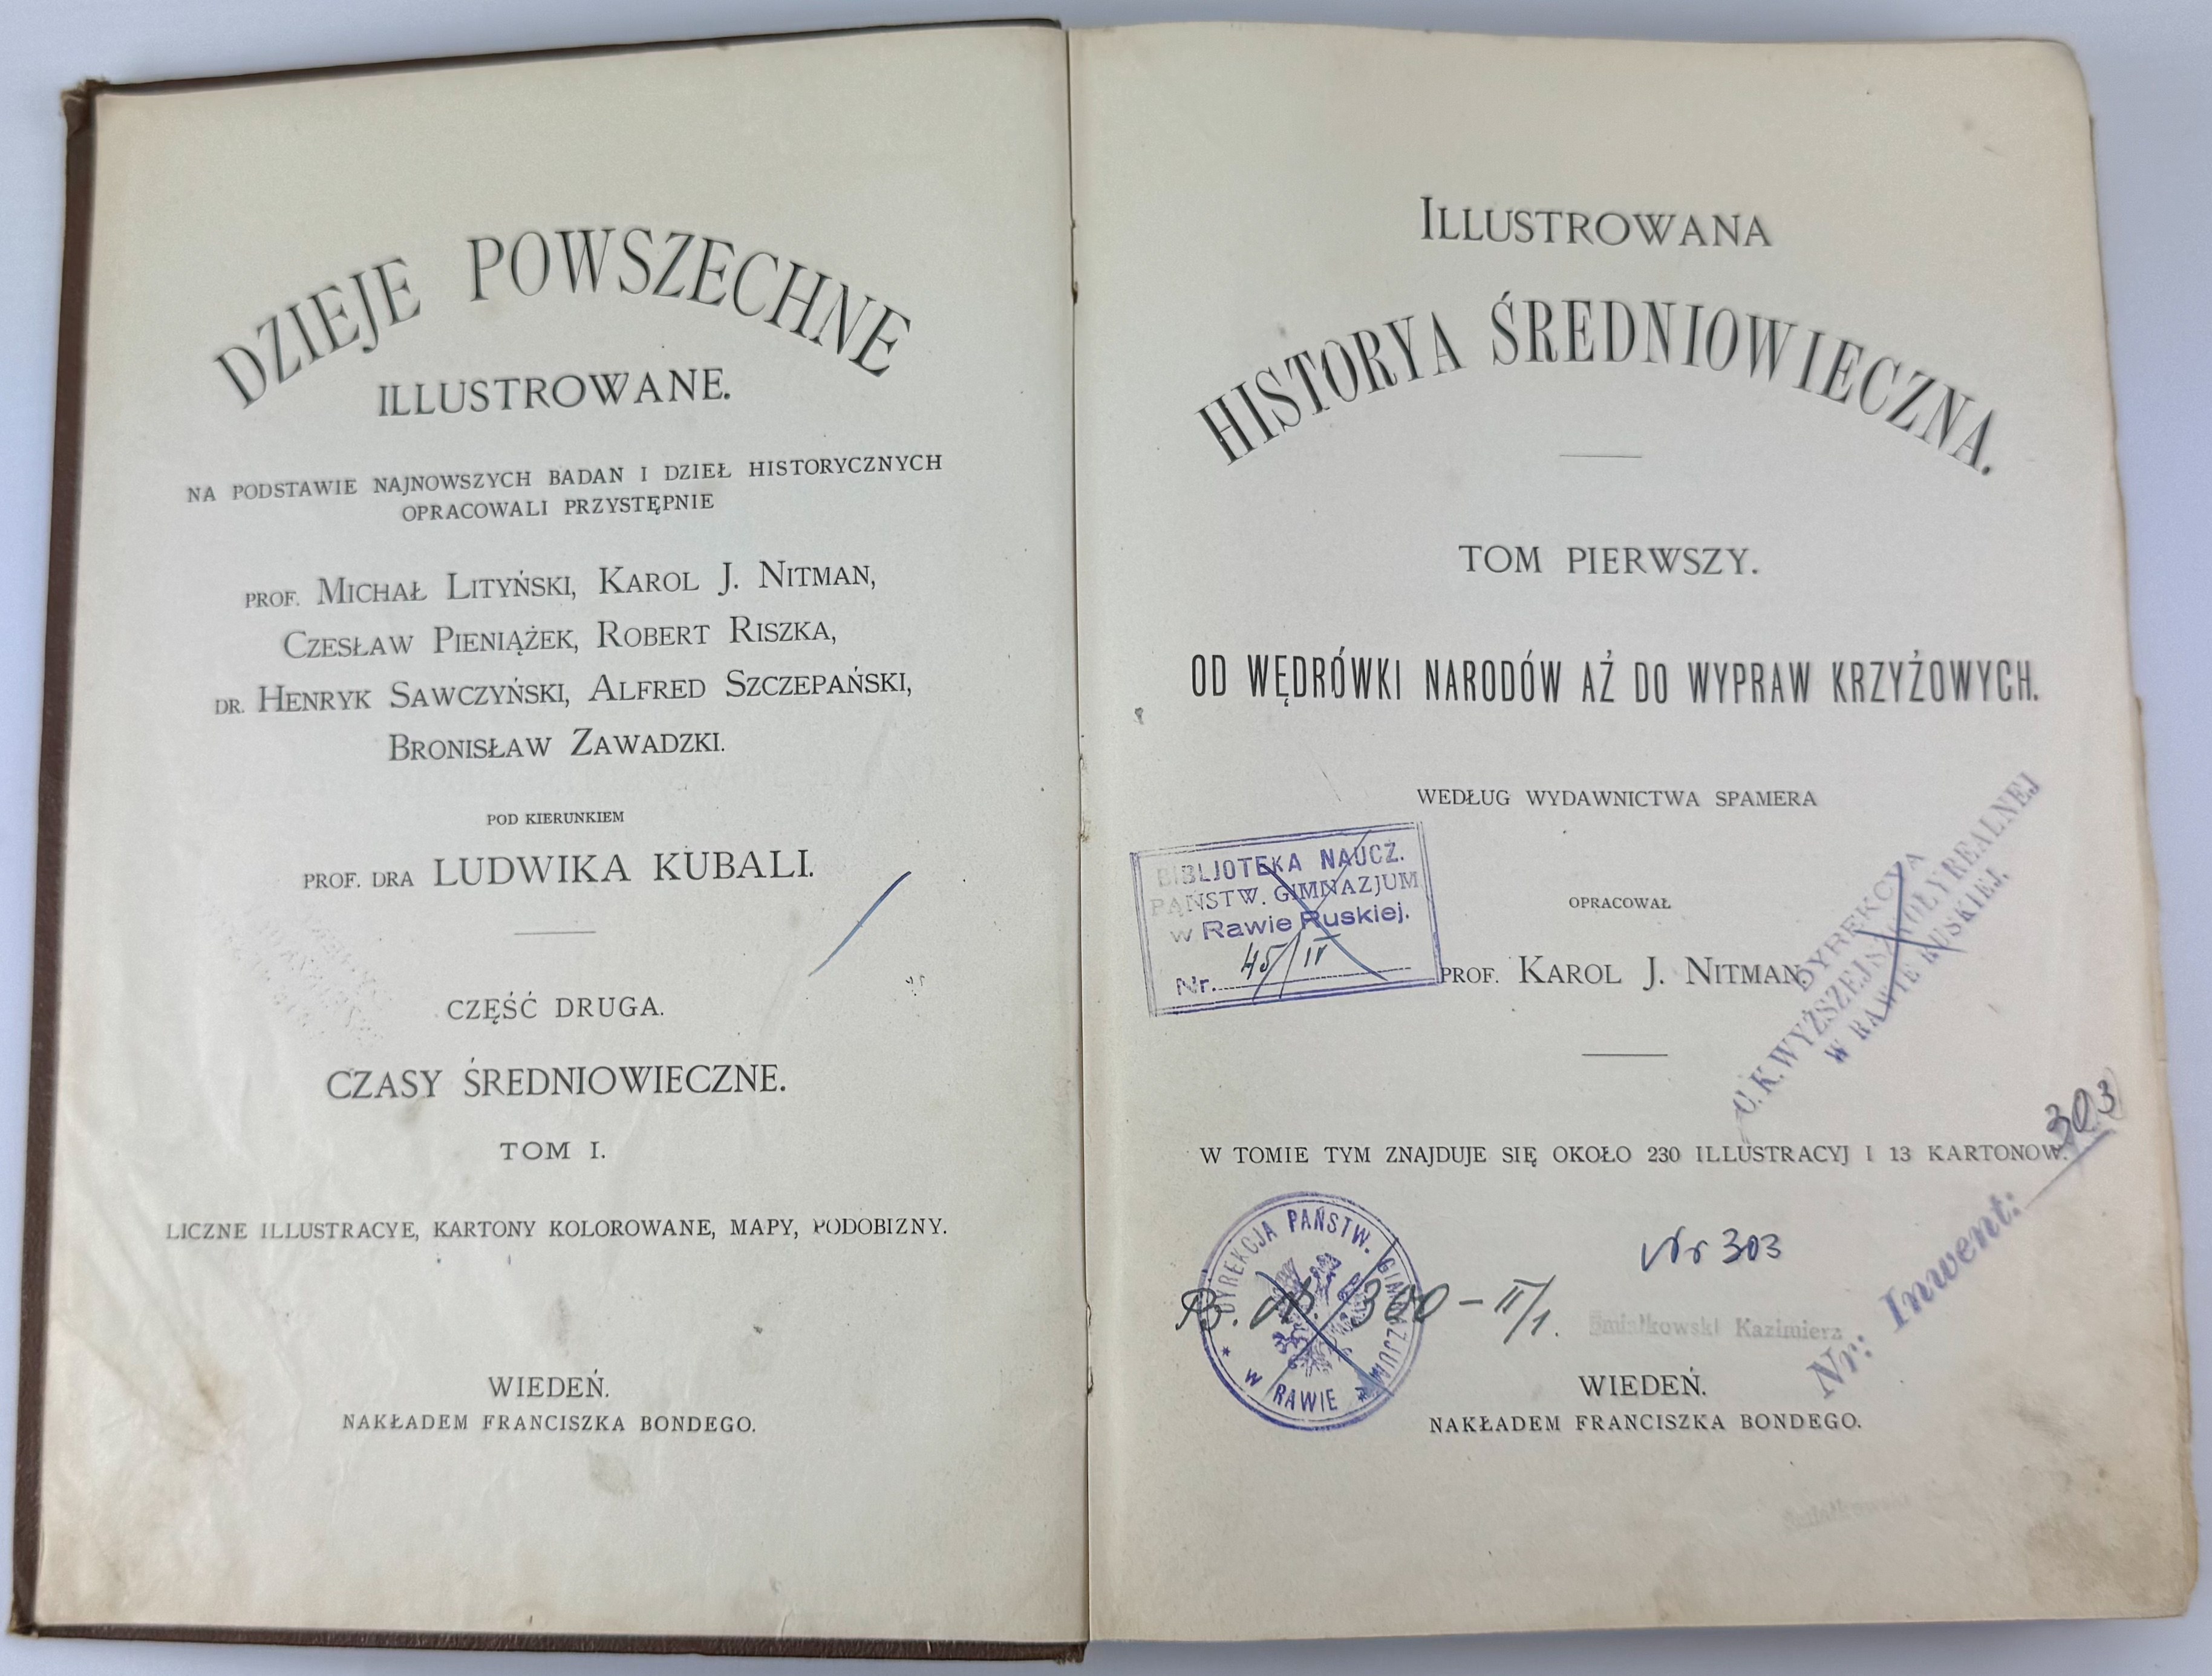 DZIEJE POWSZECHNE
ILLUSTROWANE.
NA PODSTAWIE NAJNOWSZYCH BADAN I DZIEŁ HISTORYCZNYCH
OPRACOWALI PRZYSTĘPNIE
PROF. MICHAŁ LITYŃSKI, KAROL J. NITMAN,
CZESŁAW PIENIĄŻEK, ROBERT RISZKA,
DR. HENRYK SAWCZYŃSKI, ALFRED SZCZEPAŃSKI,
BRONISŁAW ZAWADZKI.
POD KIERUNKIEM
PROF. DRA LUDWIKA KUBALI.
CZĘŚĆ DRUGA.
CZASY ŚREDNIOWIECZNE.
TOM I.
LICZNE ILLUSTRACYE, KARTONY KOLOROWANE, MAPY, PODOBIZNY.
WIEDEŃ.
NAKŁADEM FRANCISZKA BONDEGO.
ILLUSTROWANA
HISTORYA ŚREDNIOWIECZNA.
TOM PIERWSZY.
OD WĘDRÓWKI NARODÓW AŻ DO WYPRAW KRZYŻOWYCH.
WEDŁUG WYDAWNICTWA SPAMERA
OPRACOWAŁ
PROF. KAROL J. NITMAN.
BIBLJOTEKA NAUCZ.
PAŃSTW. GIMNAZJUM
w Rawie Ruskiej.
Nr. 45/IV
DYREKCYA
C. K. WYŻSZEJ SZKOŁY REALNEJ
W RAWIE RUSKIEJ.
W TOMIE TYM ZNAJDUJE SIĘ OKOŁO 230 ILLUSTRACYJ I 13 KARTONOW.
Nr: Inwent: 303
Nr 303
DYREKCJA PAŃSTW. GIMNAZJUM
W RAWIE
B. 300 - II/1.
Śmiałkowski Kazimierz
WIEDEŃ.
NAKŁADEM FRANCISZKA BONDEGO.